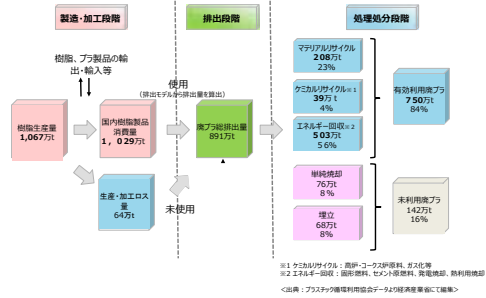 製造・加工段階
排出段階
処理処分段階
樹脂、プラ製品の輸
出・輸入等
使用
(排出モデルから排出量を算出)
樹脂生産量
1,067万t
国内樹脂製品
消費量
1，029万t
廃プラ総排出量
891万t
生産・加工ロス
量
64万t
未使用
マテリアルリサイクル
208万t
23%
ケミカルリサイクル※1
39万t
4%
エネルギー回収※2
503万t
56%
有効利用廃プラ
750万t
84%
単純焼却
76万t
8%
埋立
68万t
8%
未利用廃プラ
142万t
16%
※1 ケミカルリサイクル：高炉・コークス炉原料、ガス化等
※2 エネルギー回収：固形燃料、セメント原燃料、発電焼却、熱利用焼却
＜出典：プラスチック循環利用協会データより経済産業省にて編集＞